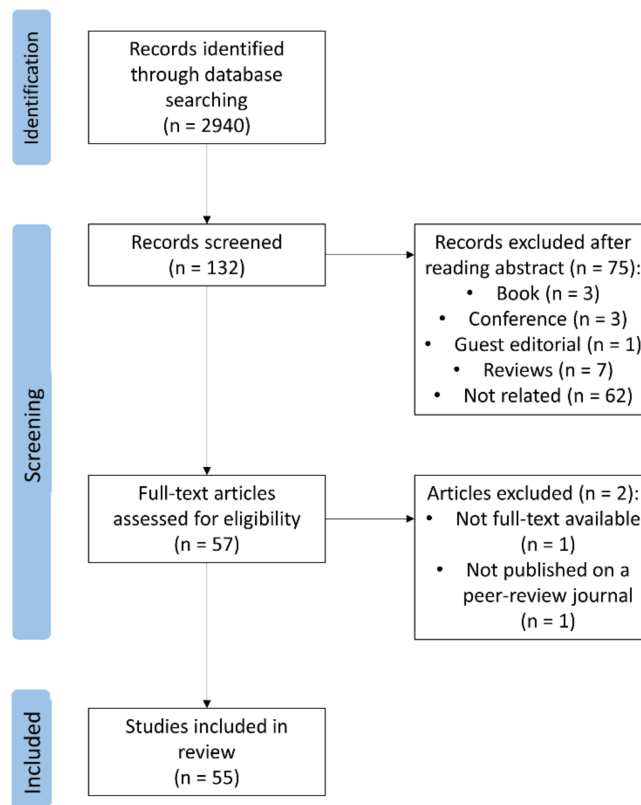 Identification
Records identified
through database
searching
(n = 2940)
Screening
Records screened
(n = 132)
Records excluded after
reading abstract (n = 75):
• Book (n = 3)
• Conference (n = 3)
• Guest editorial (n = 1)
• Reviews (n = 7)
• Not related (n = 62)
Full-text articles
assessed for eligibility
(n = 57)
Articles excluded (n = 2):
• Not full-text available
(n = 1)
• Not published on a
peer-review journal
(n = 1)
Included
Studies included in
review
(n = 55)